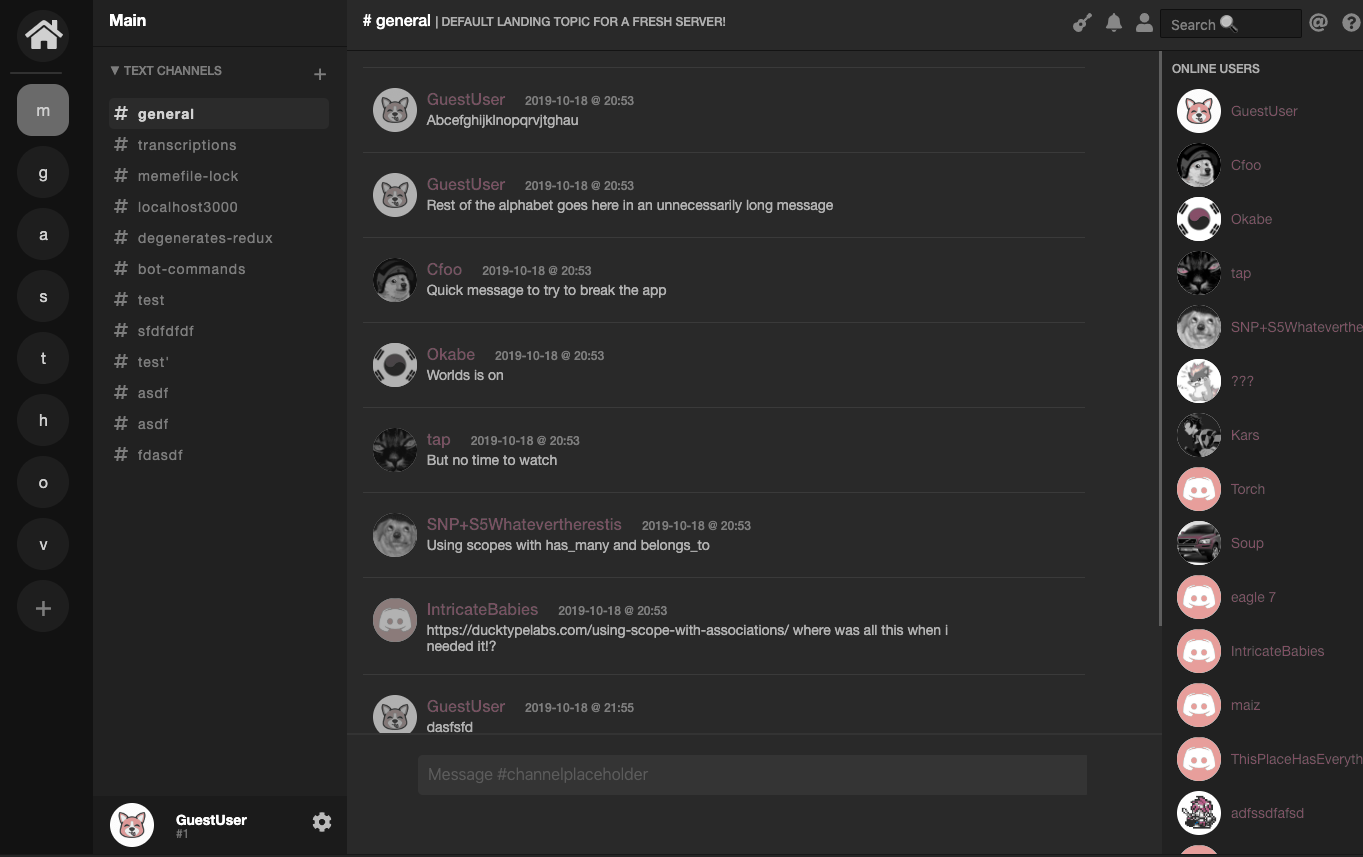 Main
▼ TEXT CHANNELS
+
# general
# transcriptions
# memefile-lock
# localhost3000
# degenerates-redux
# bot-commands
# test
# sfdfdfdf
# test'
# asdf
# asdf
# fdasdf
m
g
a
s
t
h
o
v
+
GuestUser
#1
# general | DEFAULT LANDING TOPIC FOR A FRESH SERVER!
Search
@
?
GuestUser 2019-10-18 @ 20:53
Abcefghijklnopqrvjtghau
GuestUser 2019-10-18 @ 20:53
Rest of the alphabet goes here in an unnecessarily long message
Cfoo 2019-10-18 @ 20:53
Quick message to try to break the app
Okabe 2019-10-18 @ 20:53
Worlds is on
tap 2019-10-18 @ 20:53
But no time to watch
SNP+S5Whatevertherestis 2019-10-18 @ 20:53
Using scopes with has_many and belongs_to
IntricateBabies 2019-10-18 @ 20:53
https://ducktypelabs.com/using-scope-with-associations/ where was all this when i
needed it!?
GuestUser 2019-10-18 @ 21:55
dasfsfd
Message #channelplaceholder
ONLINE USERS
GuestUser
Cfoo
Okabe
tap
SNP+S5Whateverthe
???
Kars
Torch
Soup
eagle 7
IntricateBabies
maiz
ThisPlaceHasEveryth
adfssdfafsd